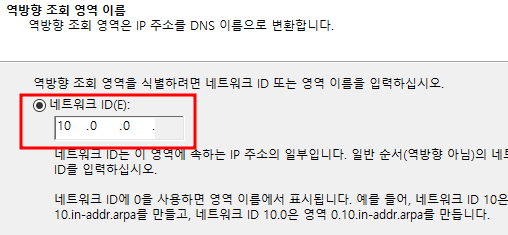 역방향 조회 영역 이름
역방향 조회 영역은 IP 주소를 DNS 이름으로 변환합니다.
역방향 조회 영역을 식별하려면 네트워크 ID 또는 영역 이름을 입력하십시오.
네트워크 ID(E):
10 .0 .0 .
네트워크 ID는 이 영역에 속하는 IP 주소의 일부입니다. 일반 순서(역방향 아님)의 네트
ID를 입력하십시오.
네트워크 ID에 0을 사용하면 영역 이름에서 표시됩니다. 예를 들어, 네트워크 ID 10은
10.in-addr.arpa를 만들고, 네트워크 ID 10.0은 영역 0.10.in-addr.arpa를 만듭니다.